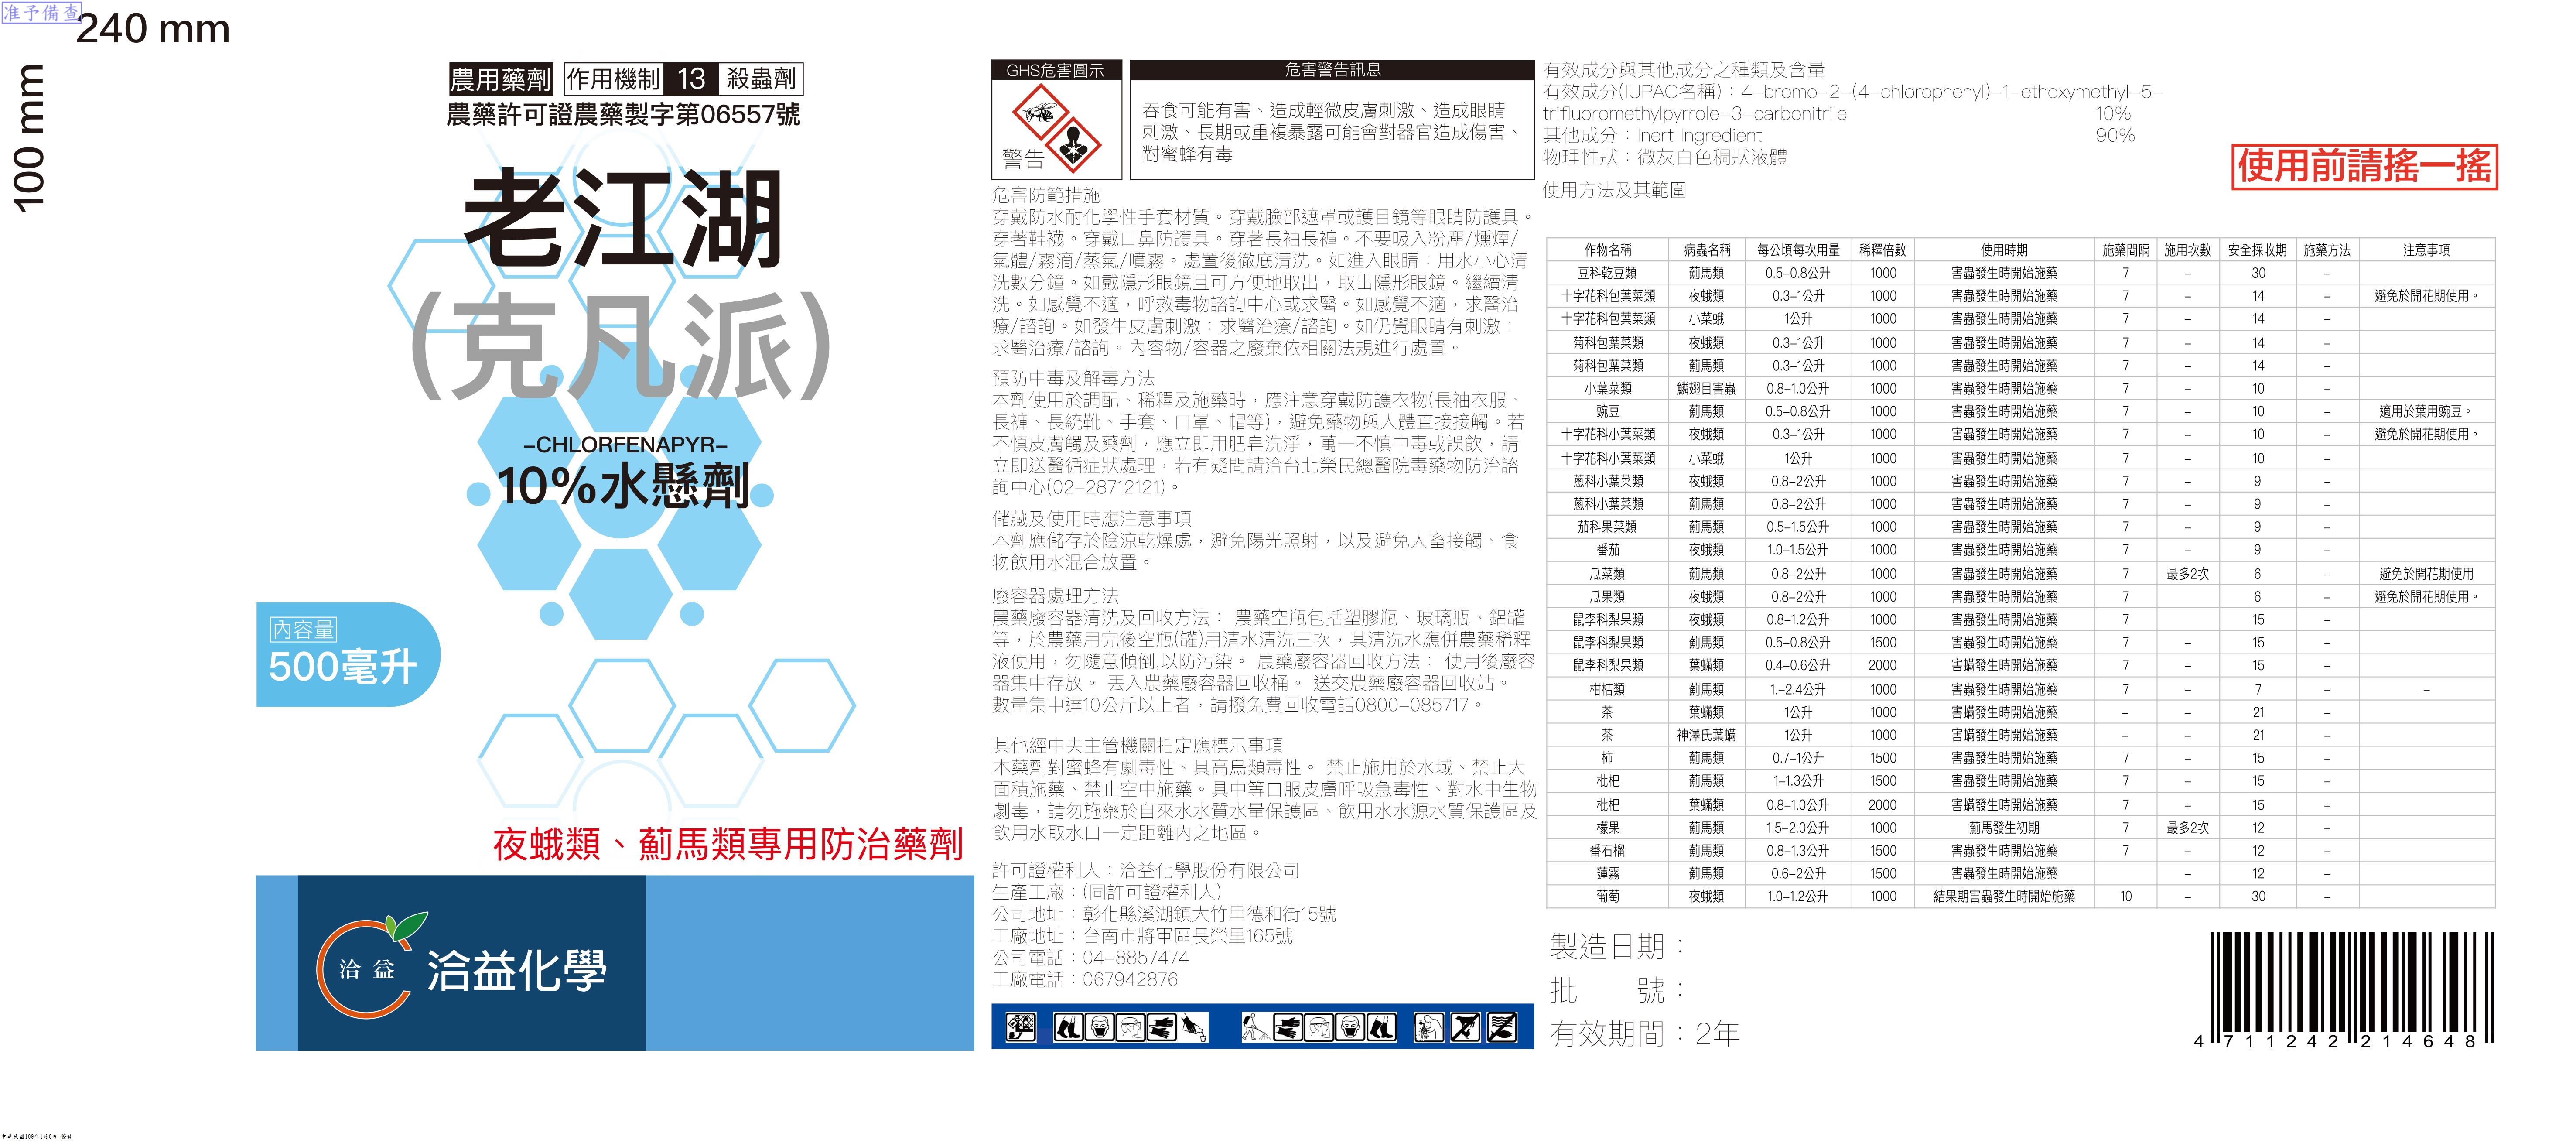 准予備查
240 mm
100 mm
農用藥劑 作用機制 13 殺蟲劑
農藥許可證農藥製字第06557號
老江湖
(克凡派)
-CHLORFENAPYR-
10%水懸劑
內容量
500毫升
夜蛾類、薊馬類專用防治藥劑
洽益
洽益化學
GHS危害圖示
警告
危害警告訊息
吞食可能有害、造成輕微皮膚刺激、造成眼睛
刺激、長期或重複暴露可能會對器官造成傷害、
對蜜蜂有毒
危害防範措施
穿戴防水耐化學性手套材質。穿戴臉部遮罩或護目鏡等眼睛防護具。
穿著鞋襪。穿戴口鼻防護具。穿著長袖長褲。不要吸入粉塵/燻煙/
氣體/霧滴/蒸氣/噴霧。處置後徹底清洗。如進入眼睛：用水小心清
洗數分鐘。如戴隱形眼鏡且可方便地取出，取出隱形眼鏡。繼續清
洗。如感覺不適，呼救毒物諮詢中心或求醫。如感覺不適，求醫治
療/諮詢。如發生皮膚刺激：求醫治療/諮詢。如仍覺眼睛有刺激：
求醫治療/諮詢。內容物/容器之廢棄依相關法規進行處置。
預防中毒及解毒方法
本劑使用於調配、稀釋及施藥時，應注意穿戴防護衣物(長袖衣服、
長褲、長統靴、手套、口罩、帽等)，避免藥物與人體直接接觸。若
不慎皮膚觸及藥劑，應立即用肥皂洗淨，萬一不慎中毒或誤飲，請
立即送醫循症狀處理，若有疑問請洽台北榮民總醫院毒藥物防治諮
詢中心(02-28712121)。
儲藏及使用時應注意事項
本劑應儲存於陰涼乾燥處，避免陽光照射，以及避免人畜接觸、食
物飲用水混合放置。
廢容器處理方法
農藥廢容器清洗及回收方法： 農藥空瓶包括塑膠瓶、玻璃瓶、鋁罐
等，於農藥用完後空瓶(罐)用清水清洗三次，其清洗水應併農藥稀釋
液使用，勿隨意傾倒,以防污染。 農藥廢容器回收方法： 使用後廢容
器集中存放。 丟入農藥廢容器回收桶。 送交農藥廢容器回收站。
數量集中達10公斤以上者，請撥免費回收電話0800-085717。
其他經中央主管機關指定應標示事項
本藥劑對蜜蜂有劇毒性、具高鳥類毒性。 禁止施用於水域、禁止大
面積施藥、禁止空中施藥。具中等口服皮膚呼吸急毒性、對水中生物
劇毒，請勿施藥於自來水水質水量保護區、飲用水水源水質保護區及
飲用水取水口一定距離內之地區。
許可證權利人：洽益化學股份有限公司
生產工廠：(同許可證權利人)
公司地址：彰化縣溪湖鎮大竹里德和街15號
工廠地址：台南市將軍區長榮里165號
公司電話：04-8857474
工廠電話：067942876
有效成分與其他成分之種類及含量
有效成分(IUPAC名稱)：4-bromo-2-(4-chlorophenyl)-1-ethoxymethyl-5-
trifluoromethylpyrrole-3-carbonitrile 10%
其他成分：Inert Ingredient 90%
物理性狀：微灰白色稠狀液體
使用前請搖一搖
使用方法及其範圍
作物名稱 病蟲名稱 每公頃每次用量 稀釋倍數 使用時期 施藥間隔 施用次數 安全採收期 施藥方法 注意事項
豆科乾豆類 薊馬類 0.5-0.8公升 1000 害蟲發生時開始施藥 7 - 30 -
十字花科包葉菜類 夜蛾類 0.3-1公升 1000 害蟲發生時開始施藥 7 - 14 - 避免於開花期使用。
十字花科包葉菜類 小菜蛾 1公升 1000 害蟲發生時開始施藥 7 - 14 -
菊科包葉菜類 夜蛾類 0.3-1公升 1000 害蟲發生時開始施藥 7 - 14 -
菊科包葉菜類 薊馬類 0.3-1公升 1000 害蟲發生時開始施藥 7 - 14 -
小葉菜類 鱗翅目害蟲 0.8-1.0公升 1000 害蟲發生時開始施藥 7 - 10 -
豌豆 薊馬類 0.5-0.8公升 1000 害蟲發生時開始施藥 7 - 10 - 適用於葉用豌豆。
十字花科小葉菜類 夜蛾類 0.3-1公升 1000 害蟲發生時開始施藥 7 - 10 - 避免於開花期使用。
十字花科小葉菜類 小菜蛾 1公升 1000 害蟲發生時開始施藥 7 - 10 -
蔥科小葉菜類 夜蛾類 0.8-2公升 1000 害蟲發生時開始施藥 7 - 9 -
蔥科小葉菜類 薊馬類 0.8-2公升 1000 害蟲發生時開始施藥 7 - 9 -
茄科果菜類 薊馬類 0.5-1.5公升 1000 害蟲發生時開始施藥 7 - 9 -
番茄 夜蛾類 1.0-1.5公升 1000 害蟲發生時開始施藥 7 - 9 -
瓜菜類 薊馬類 0.8-2公升 1000 害蟲發生時開始施藥 7 最多2次 6 - 避免於開花期使用
瓜果類 夜蛾類 0.8-2公升 1000 害蟲發生時開始施藥 7 6 - 避免於開花期使用。
鼠李科梨果類 夜蛾類 0.8-1.2公升 1000 害蟲發生時開始施藥 7 15 -
鼠李科梨果類 薊馬類 0.5-0.8公升 1500 害蟲發生時開始施藥 7 - 15 -
鼠李科梨果類 葉蟎類 0.4-0.6公升 2000 害蟎發生時開始施藥 7 - 15 -
柑桔類 薊馬類 1.-2.4公升 1000 害蟲發生時開始施藥 7 - 7 - -
茶 葉蟎類 1公升 1000 害蟎發生時開始施藥 - - 21 -
茶 神澤氏葉蟎 1公升 1000 害蟎發生時開始施藥 - - 21 -
柿 薊馬類 0.7-1公升 1500 害蟲發生時開始施藥 7 - 15 -
枇杷 薊馬類 1-1.3公升 1500 害蟲發生時開始施藥 7 - 15 -
枇杷 葉蟎類 0.8-1.0公升 2000 害蟎發生時開始施藥 7 - 15 -
檬果 薊馬類 1.5-2.0公升 1000 薊馬發生初期 7 最多2次 12 -
番石榴 薊馬類 0.8-1.3公升 1500 害蟲發生時開始施藥 7 - 12 -
蓮霧 薊馬類 0.6-2公升 1500 害蟲發生時開始施藥 - 12 -
葡萄 夜蛾類 1.0-1.2公升 1000 結果期害蟲發生時開始施藥 10 - 30 -
製造日期：
批 號：
有效期間：2年
4 711242 214648
中華民國109年1月6日